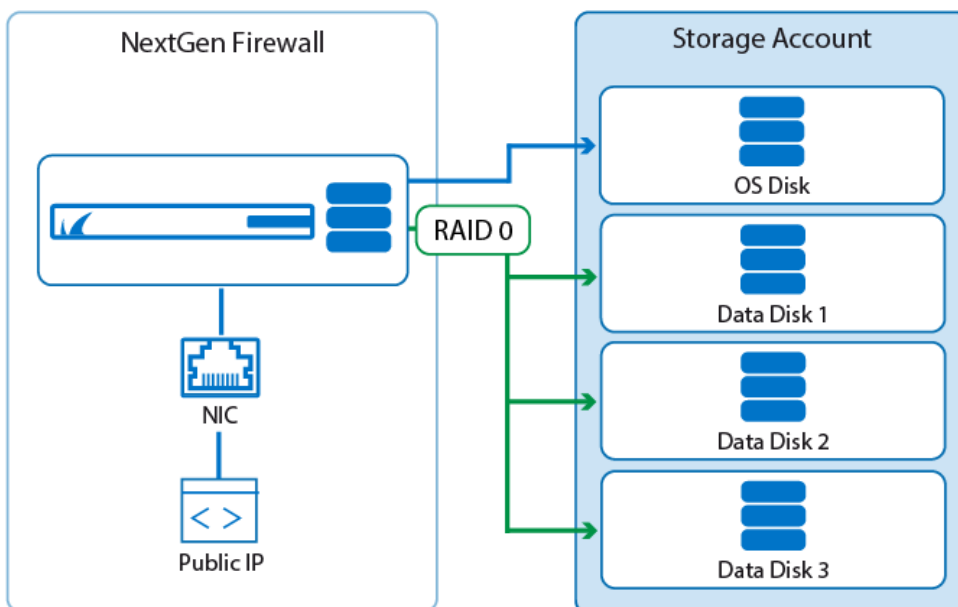 NextGen Firewall
Storage Account
OS Disk
RAID 0
Data Disk 1
NIC
Data Disk 2
< >
Public IP
Data Disk 3